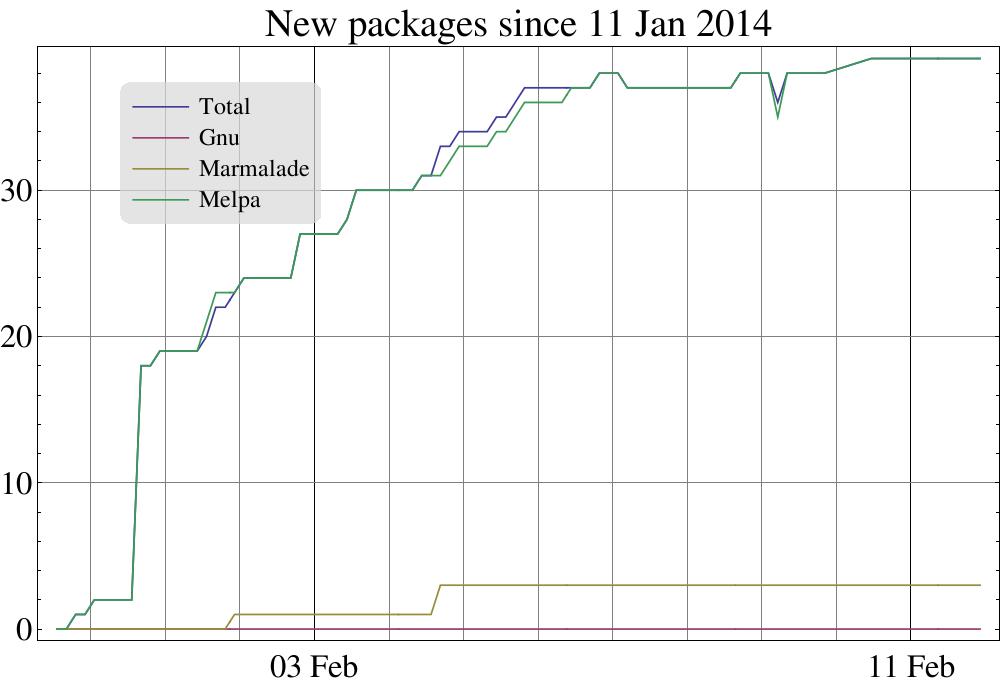 New packages since 11 Jan 2014
Total
Gnu
Marmalade
Melpa
30
20
10
0
03 Feb
11 Feb